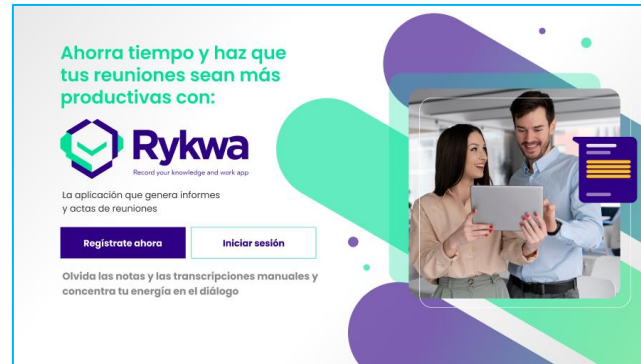 Ahorra tiempo y haz que
tus reuniones sean más
productivas con:
Rykwa
Record your knowledge and work app
La aplicación que genera informes
y actas de reuniones
Regístrate ahora
Iniciar sesión
Olvida las notas y las transcripciones manuales y
concentra tu energía en el diálogo